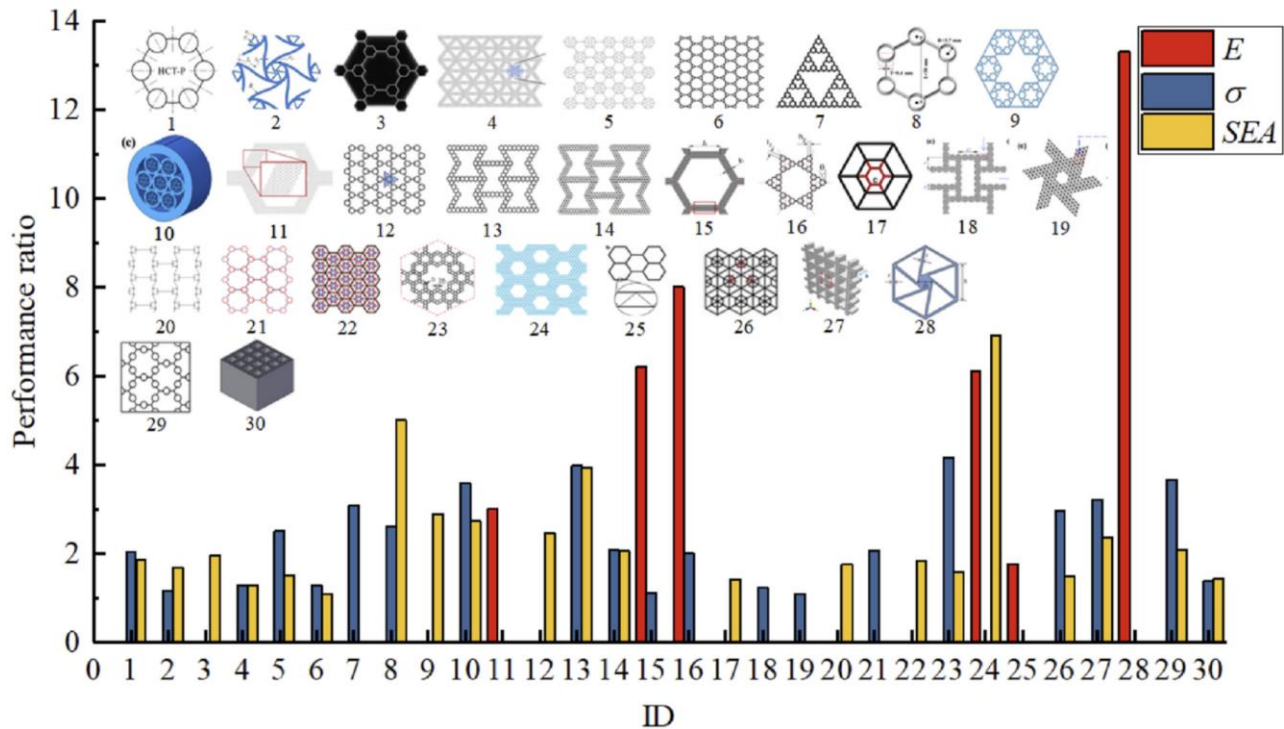 14
12
10
8
6
4
2
0
Performance ratio
E
σ
SEA
HCT-P
1 2 3 4 5 6 7 8 9
(c)
10 11 12 13 14 15 16 17 18 19
20 21 22 23 24 25 26 27 28
29 30
0 1 2 3 4 5 6 7 8 9 10 11 12 13 14 15 16 17 18 19 20 21 22 23 24 25 26 27 28 29 30
ID